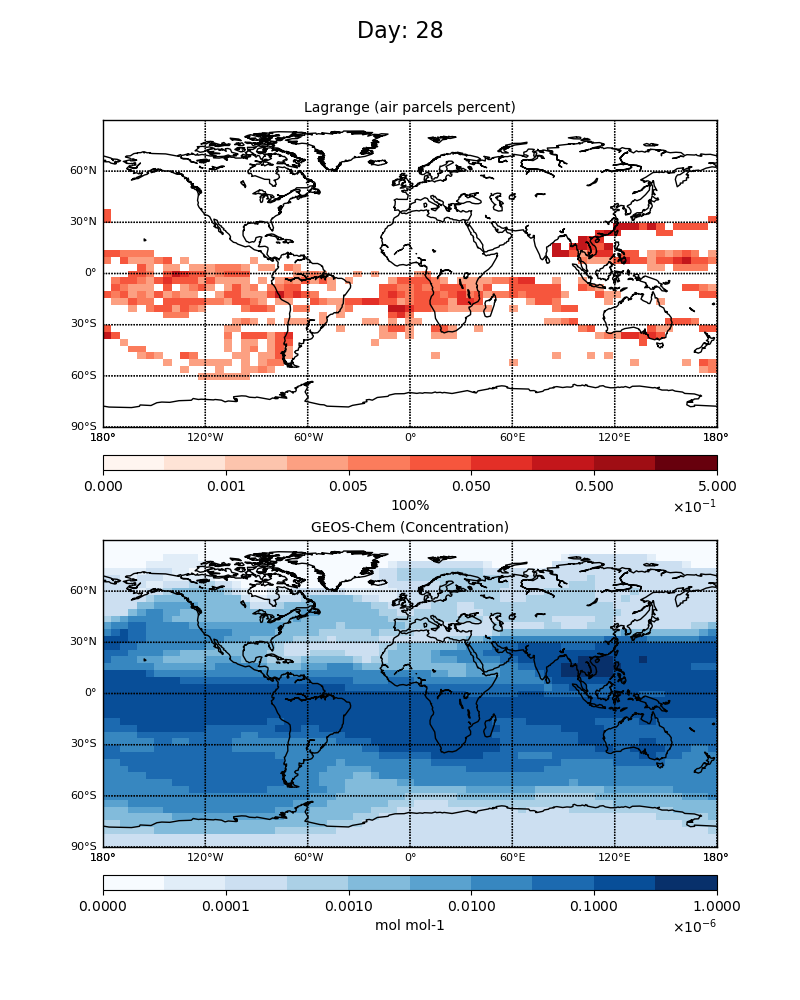 Day: 28
Lagrange (air parcels percent)
60°N
30°N
0°
30°S
60°S
90°S
180° 120°W 60°W 0° 60°E 120°E 180°
0.000 0.001 0.005 0.050 0.500 5.000
100% ×10⁻¹
GEOS-Chem (Concentration)
60°N
30°N
0°
30°S
60°S
90°S
180° 120°W 60°W 0° 60°E 120°E 180°
0.0000 0.0001 0.0010 0.0100 0.1000 1.0000
mol mol-1 ×10⁻⁶